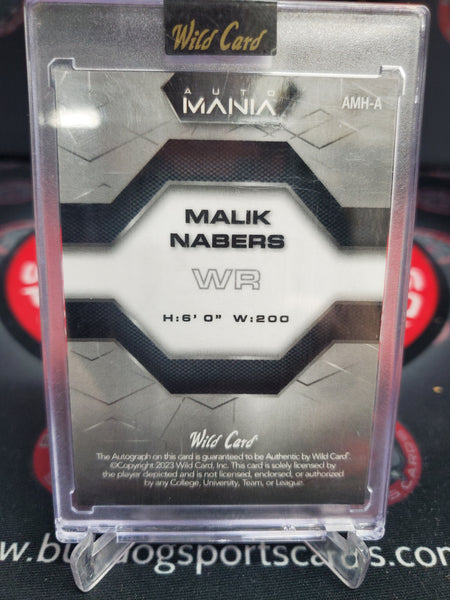 Wild Card
AUTO
MANIA
AMH-A
MALIK
NABERS
WR
H:6' 0" W:200
Wild Card
The Autograph on this card is guaranteed to be Authentic by Wild Card®.
©Copyright 2023 Wild Card, Inc. This card is solely licensed by
the player depicted and is not licensed, endorsed, or authorized
by any College, University, Team, or League.
www.bulldogsportscards.com